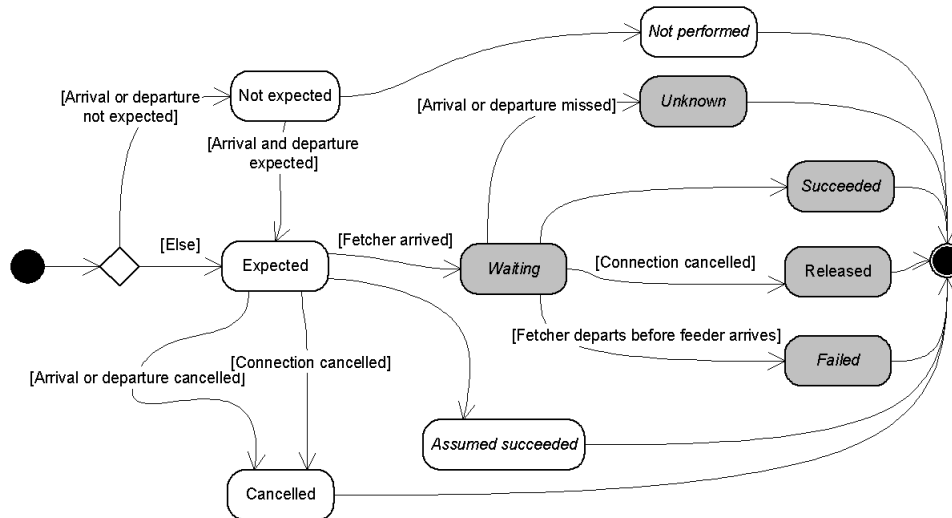 Not performed
[Arrival or departure
not expected]
Not expected
[Arrival or departure missed]
Unknown
[Arrival and departure
expected]
Succeeded
[Else]
[Fetcher arrived]
Expected
Waiting
[Connection cancelled]
Released
[Fetcher departs before feeder arrives]
Failed
[Arrival or departure cancelled]
[Connection cancelled]
Assumed succeeded
Cancelled